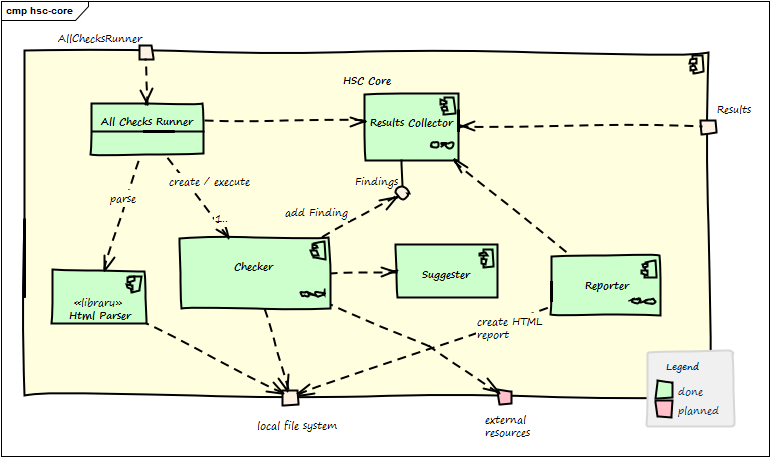 cmp hsc-core
AllChecksRunner
HSC Core
Results
All Checks Runner
Results Collector
Findings
create / execute
parse
add Finding
1..
Checker
Suggester
Reporter
«library»
Html Parser
create HTML
report
Legend
done
planned
local file system
external
resources